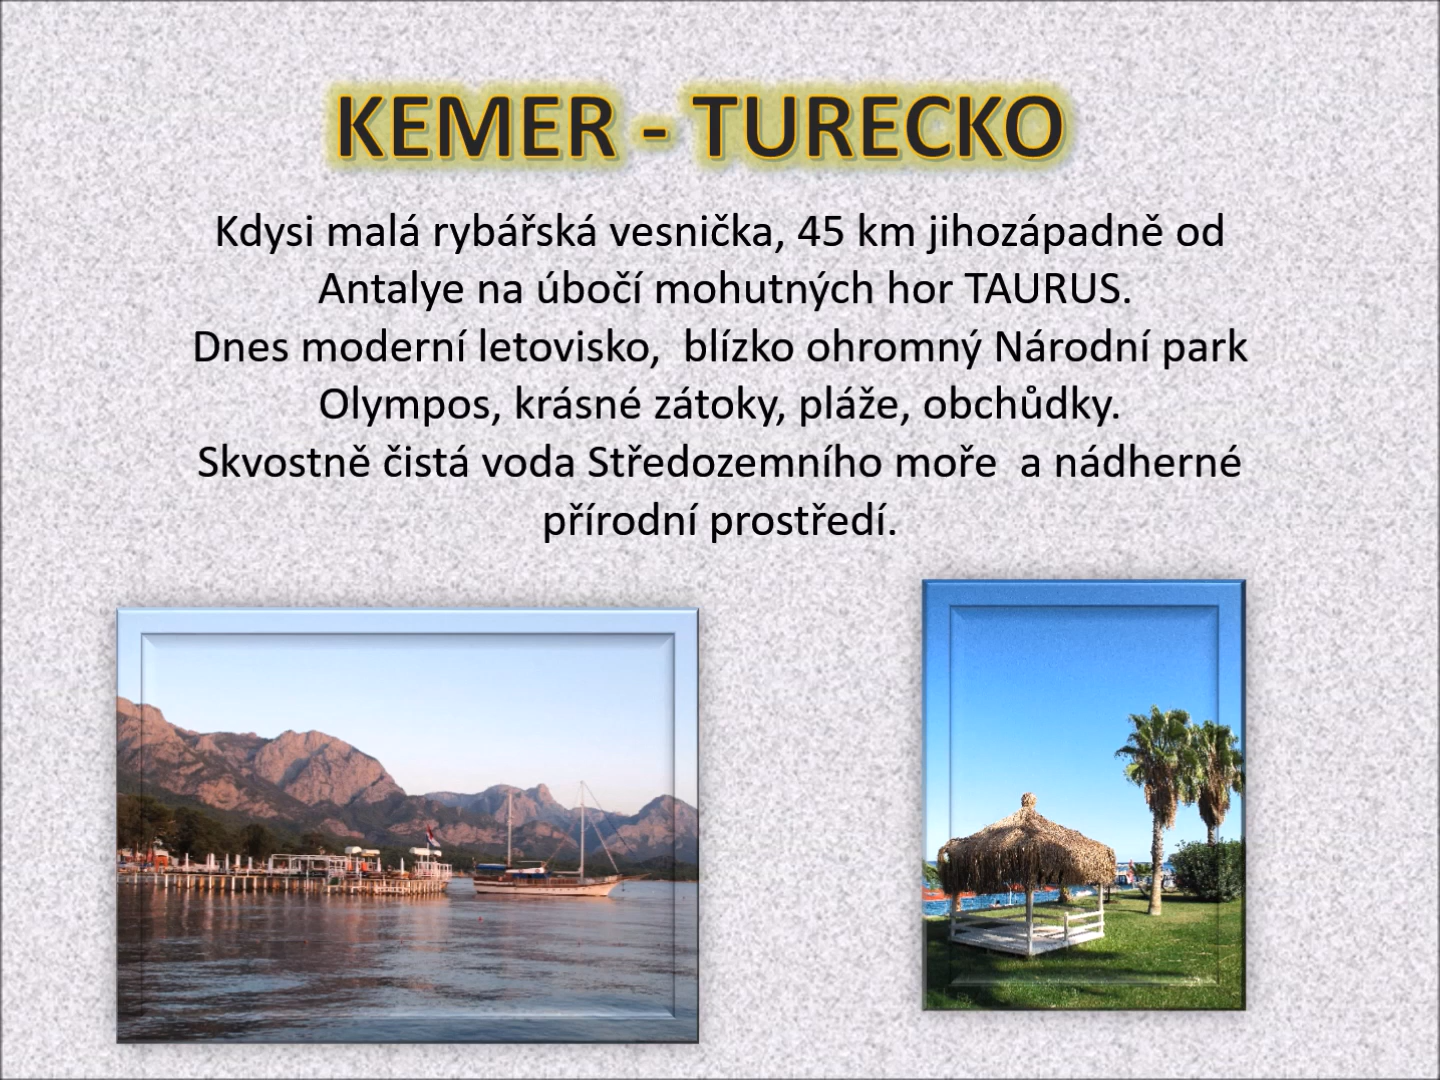 KEMER - TURECKO
Kdysi malá rybářská vesnička, 45 km jihozápadně od
Antalye na úbočí mohutných hor TAURUS.
Dnes moderní letovisko,  blízko ohromný Národní park
Olympos, krásné zátoky, pláže, obchůdky.
Skvostně čistá voda Středozemního moře  a nádherné
přírodní prostředí.